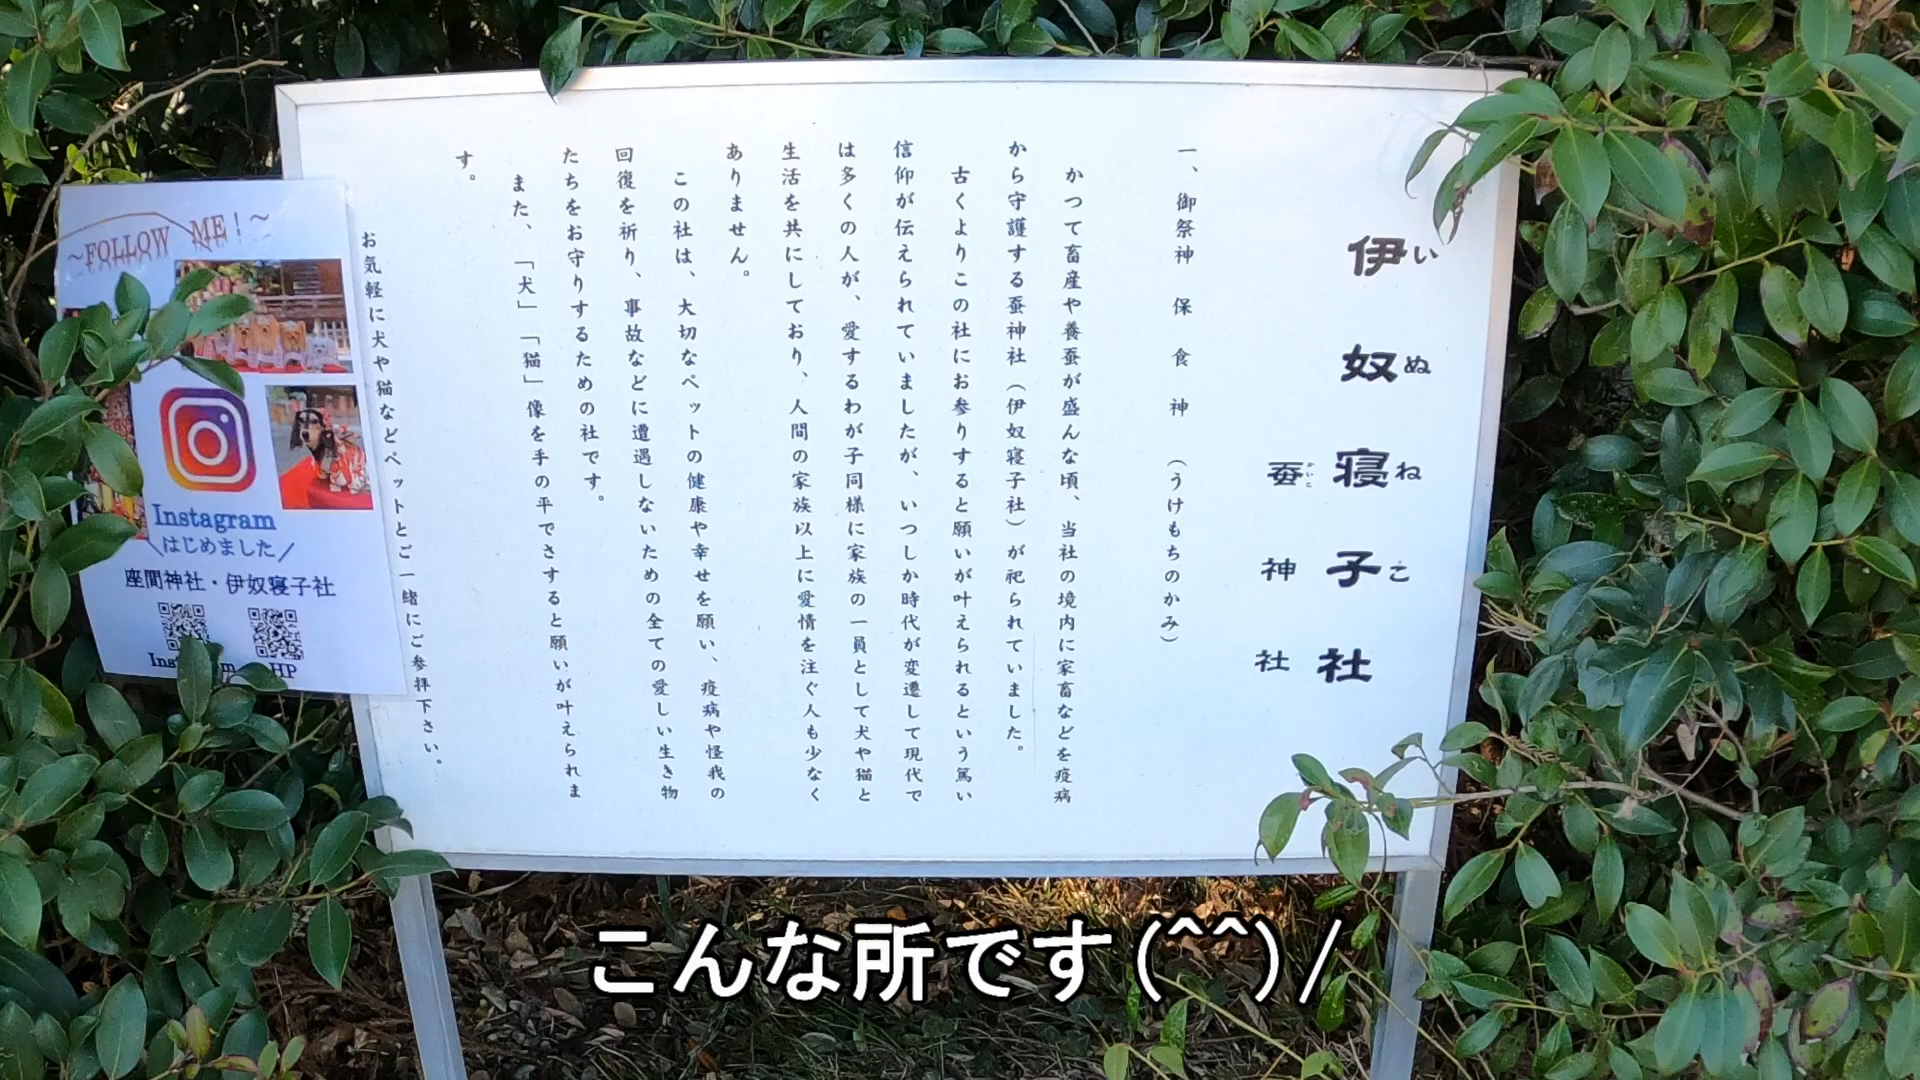 伊奴寝子社
いぬねこ
蚕神社
かいこ
一、御祭神 保食神 (うけもちのかみ)
かつて畜産や養蚕が盛んな頃、当社の境内に家畜などを疫病
から守護する蚕神社(伊奴寝子社)が祀られていました。
古くよりこの社にお参りすると願いが叶えられるという篤い
信仰が伝えられていましたが、いつしか時代が変遷して現代で
は多くの人が、愛するわが子同様に家族の一員として犬や猫と
生活を共にしており、人間の家族以上に愛情を注ぐ人も少なく
ありません。
この社は、大切なペットの健康や幸せを願い、疫病や怪我の
回復を祈り、事故などに遭遇しないための全ての愛しい生き物
たちをお守りするための社です。
また、「犬」「猫」像を手の平でさすると願いが叶えられま
す。
お気軽に犬や猫などペットとご一緒にご参拝下さい。
~FOLLOW ME!~
Instagram
はじめました/
座間神社・伊奴寝子社
HP
こんな所です(^^)/